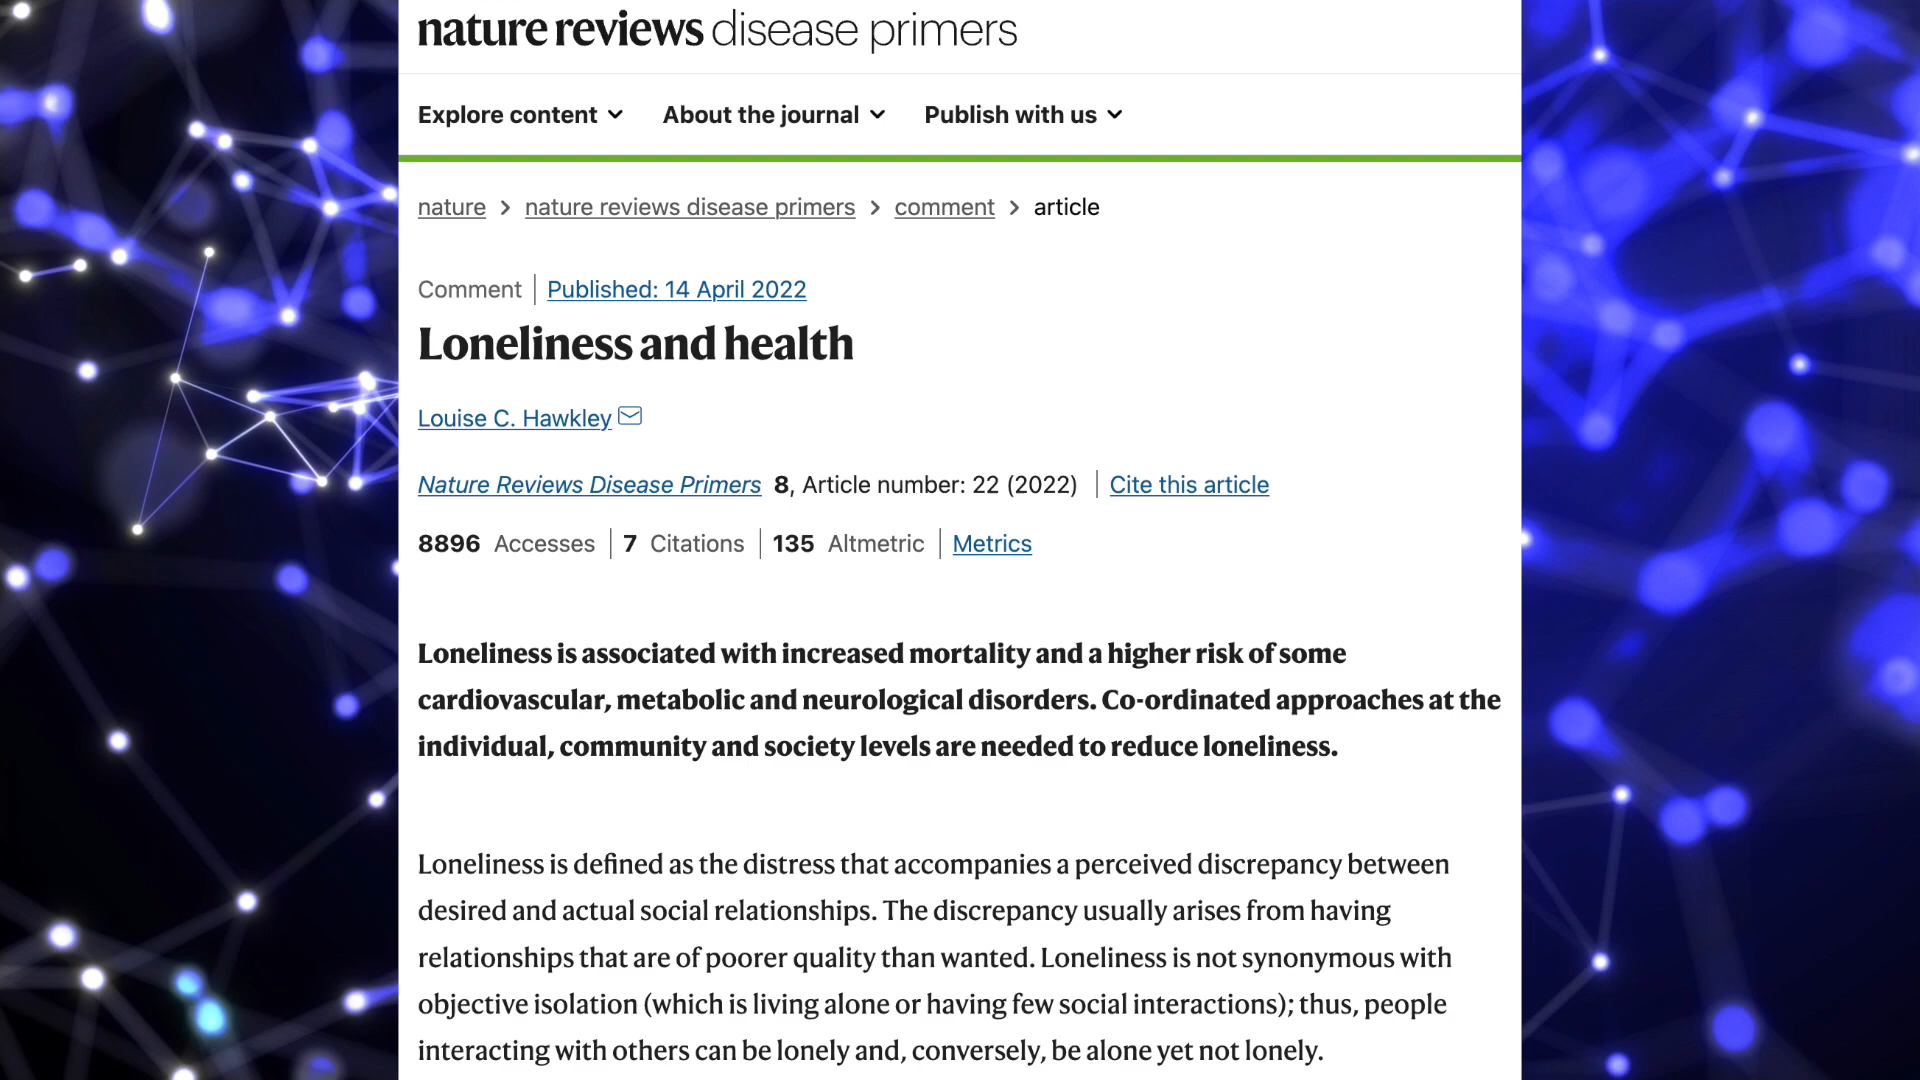 nature reviews disease primers
Explore content About the journal Publish with us
nature > nature reviews disease primers > comment > article
Comment | Published: 14 April 2022
Loneliness and health
Louise C. Hawkley
Nature Reviews Disease Primers 8, Article number: 22 (2022) | Cite this article
8896 Accesses | 7 Citations | 135 Altmetric | Metrics
Loneliness is associated with increased mortality and a higher risk of some
cardiovascular, metabolic and neurological disorders. Co-ordinated approaches at the
individual, community and society levels are needed to reduce loneliness.
Loneliness is defined as the distress that accompanies a perceived discrepancy between
desired and actual social relationships. The discrepancy usually arises from having
relationships that are of poorer quality than wanted. Loneliness is not synonymous with
objective isolation (which is living alone or having few social interactions); thus, people
interacting with others can be lonely and, conversely, be alone yet not lonely.